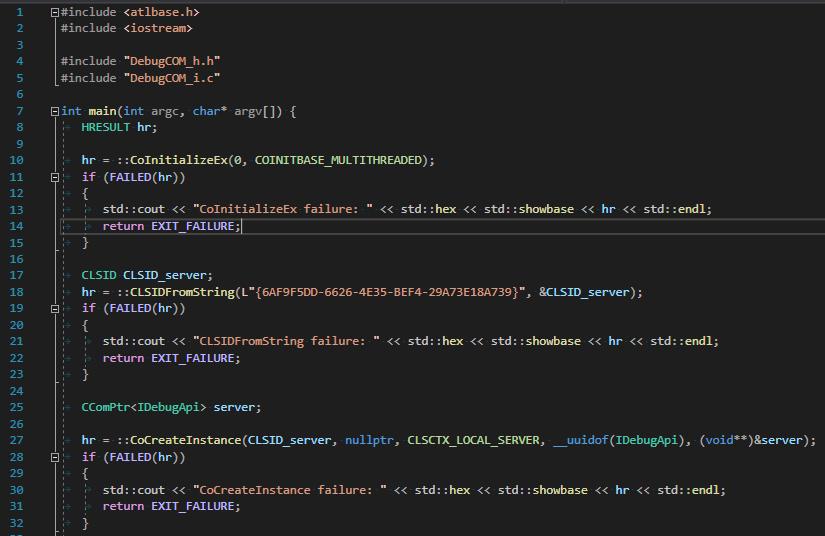 1 #include <atlbase.h>
2 #include <iostream>
3
4 #include "DebugCOM_h.h"
5 #include "DebugCOM_i.c"
6
7 int main(int argc, char* argv[]) {
8 HRESULT hr;
9
10 hr = ::CoInitializeEx(0, COINITBASE_MULTITHREADED);
11 if (FAILED(hr))
12 {
13 std::cout << "CoInitializeEx failure: " << std::hex << std::showbase << hr << std::endl;
14 return EXIT_FAILURE;
15 }
16
17 CLSID CLSID_server;
18 hr = ::CLSIDFromString(L"{6AF9F5DD-6626-4E35-BEF4-29A73E18A739}", &CLSID_server);
19 if (FAILED(hr))
20 {
21 std::cout << "CLSIDFromString failure: " << std::hex << std::showbase << hr << std::endl;
22 return EXIT_FAILURE;
23 }
24
25 CComPtr<IDebugApi> server;
26
27 hr = ::CoCreateInstance(CLSID_server, nullptr, CLSCTX_LOCAL_SERVER, __uuidof(IDebugApi), (void**)&server);
28 if (FAILED(hr))
29 {
30 std::cout << "CoCreateInstance failure: " << std::hex << std::showbase << hr << std::endl;
31 return EXIT_FAILURE;
32 }